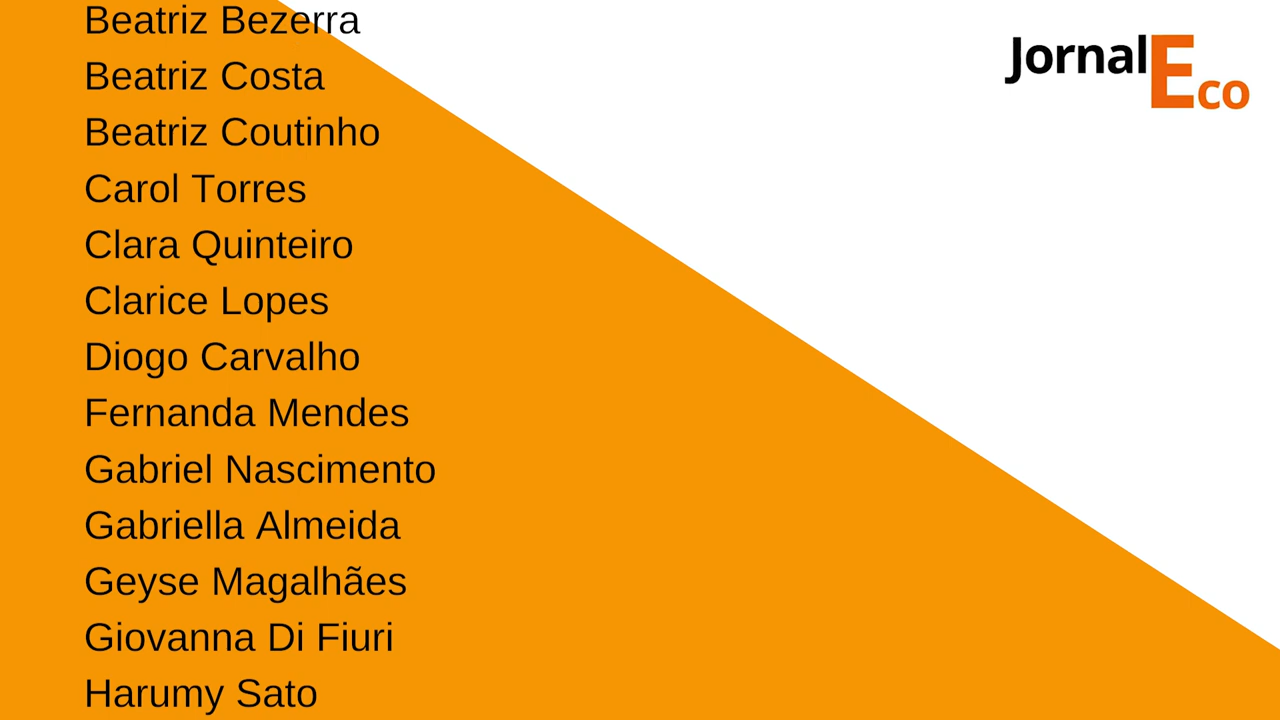 Beatriz Bezerra
Beatriz Costa
Beatriz Coutinho
Carol Torres
Clara Quinteiro
Clarice Lopes
Diogo Carvalho
Fernanda Mendes
Gabriel Nascimento
Gabriella Almeida
Geyse Magalhães
Giovanna Di Fiuri
Harumy Sato
JornalEco